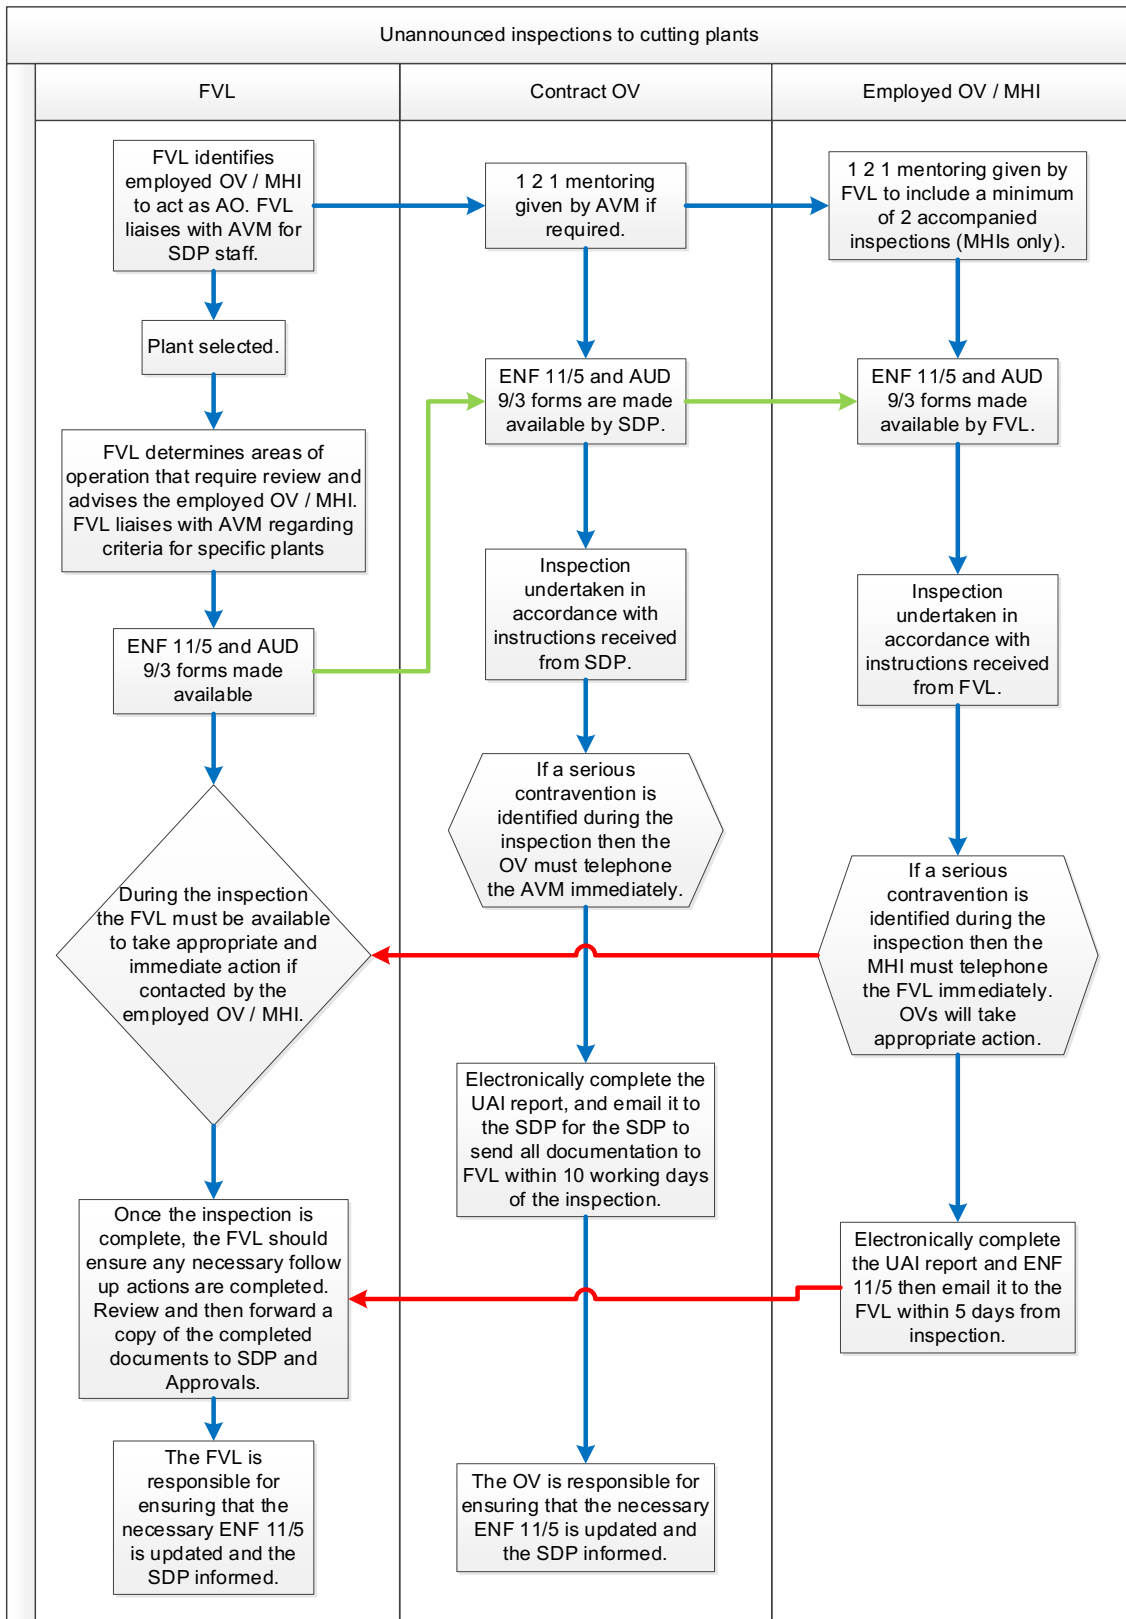 Unannounced inspections to cutting plants
FVL
Contract OV
Employed OV / MHI
FVL identifies
employed OV / MHI
to act as AO. FVL
liaises with AVM for
SDP staff.
1 2 1 mentoring
given by AVM if
required.
1 2 1 mentoring given by
FVL to include a minimum
of 2 accompanied
inspections (MHIs only).
Plant selected.
ENF 11/5 and AUD
9/3 forms are made
available by SDP.
ENF 11/5 and AUD
9/3 forms made
available by FVL.
FVL determines areas of
operation that require review and
advises the employed OV / MHI.
FVL liaises with AVM regarding
criteria for specific plants
Inspection
undertaken in
accordance with
instructions received
from SDP.
Inspection
undertaken in
accordance with
instructions received
from FVL.
ENF 11/5 and AUD
9/3 forms made
available
If a serious
contravention is
identified during the
inspection then the
OV must telephone
the AVM immediately.
During the inspection
the FVL must be available
to take appropriate and
immediate action if
contacted by the
employed OV / MHI.
If a serious
contravention is
identified during the
inspection then the
MHI must telephone
the FVL immediately.
OVs will take
appropriate action.
Electronically complete the
UAI report, and email it to
the SDP for the SDP to
send all documentation to
FVL within 10 working days
of the inspection.
Once the inspection is
complete, the FVL should
ensure any necessary follow
up actions are completed.
Review and then forward a
copy of the completed
documents to SDP and
Approvals.
Electronically complete
the UAI report and ENF
11/5 then email it to the
FVL within 5 days from
inspection.
The FVL is
responsible for
ensuring that the
necessary ENF 11/5
is updated and the
SDP informed.
The OV is responsible for
ensuring that the necessary
ENF 11/5 is updated and
the SDP informed.